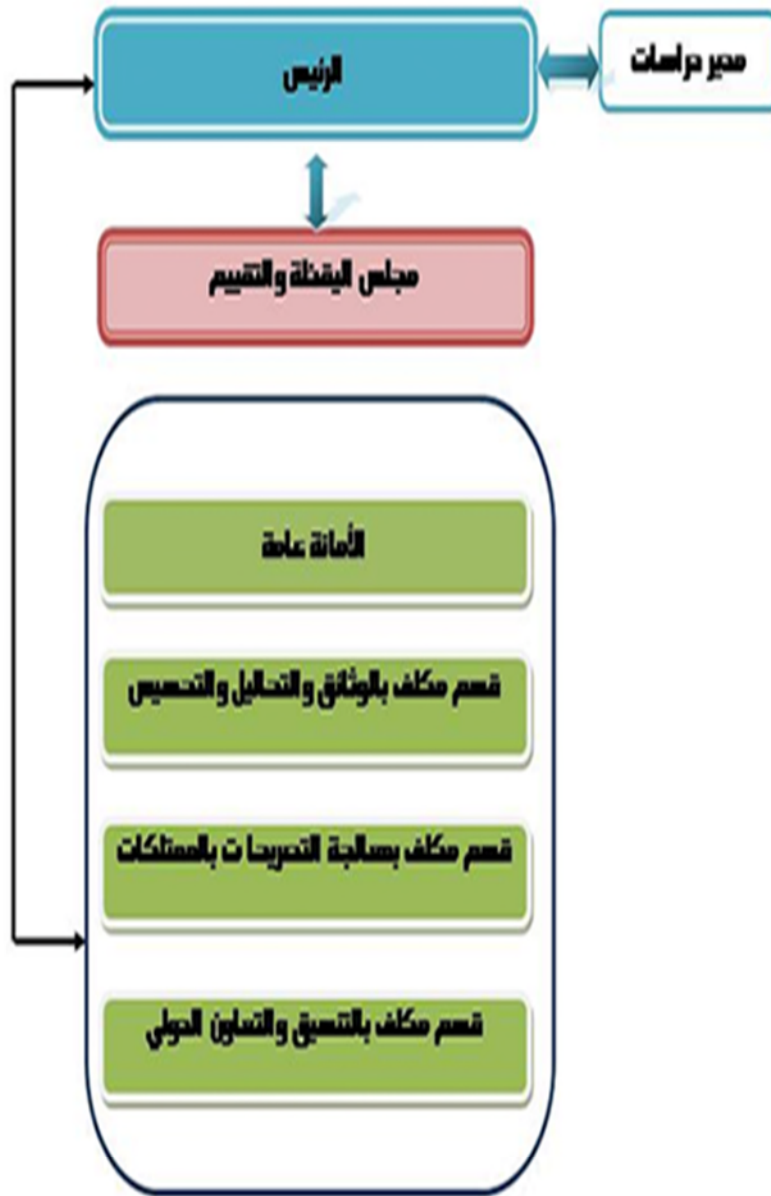 الرئيس
مدير دراسات
مجلس اليقظة والتقييم
الأمانة عامة
قسم مكلف بالوثائق والتحاليل والتحسيس
قسم مكلف بمعالجة التصريحات بالممتلكات
قسم مكلف بالتنسيق والتعاون الدولي